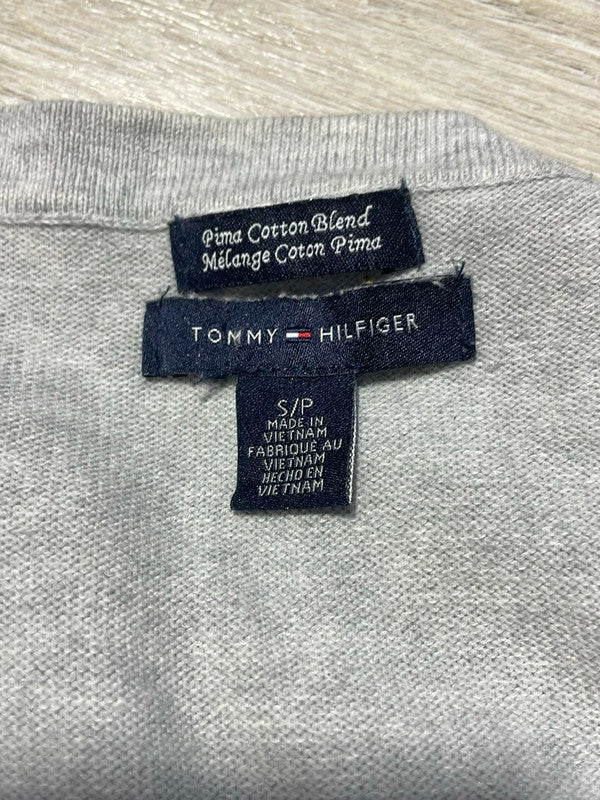 Pima Cotton Blend
Mélange Coton Pima
TOMMY HILFIGER
S/P
MADE IN
VIETNAM
FABRIQUÉ AU
VIETNAM
HECHO EN
VIETNAM